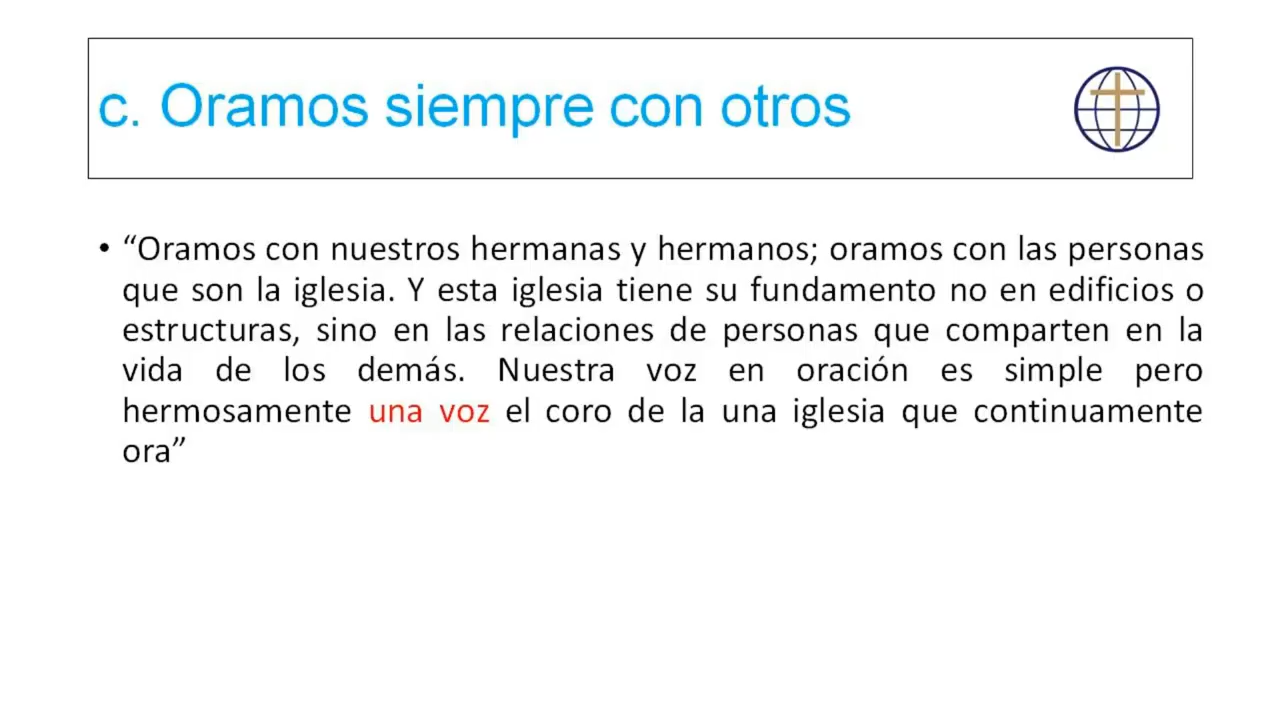 c. Oramos siempre con otros
• “Oramos con nuestros hermanas y hermanos; oramos con las personas
que son la iglesia. Y esta iglesia tiene su fundamento no en edificios o
estructuras, sino en las relaciones de personas que comparten en la
vida de los demás. Nuestra voz en oración es simple pero
hermosamente una voz el coro de la una iglesia que continuamente
ora”